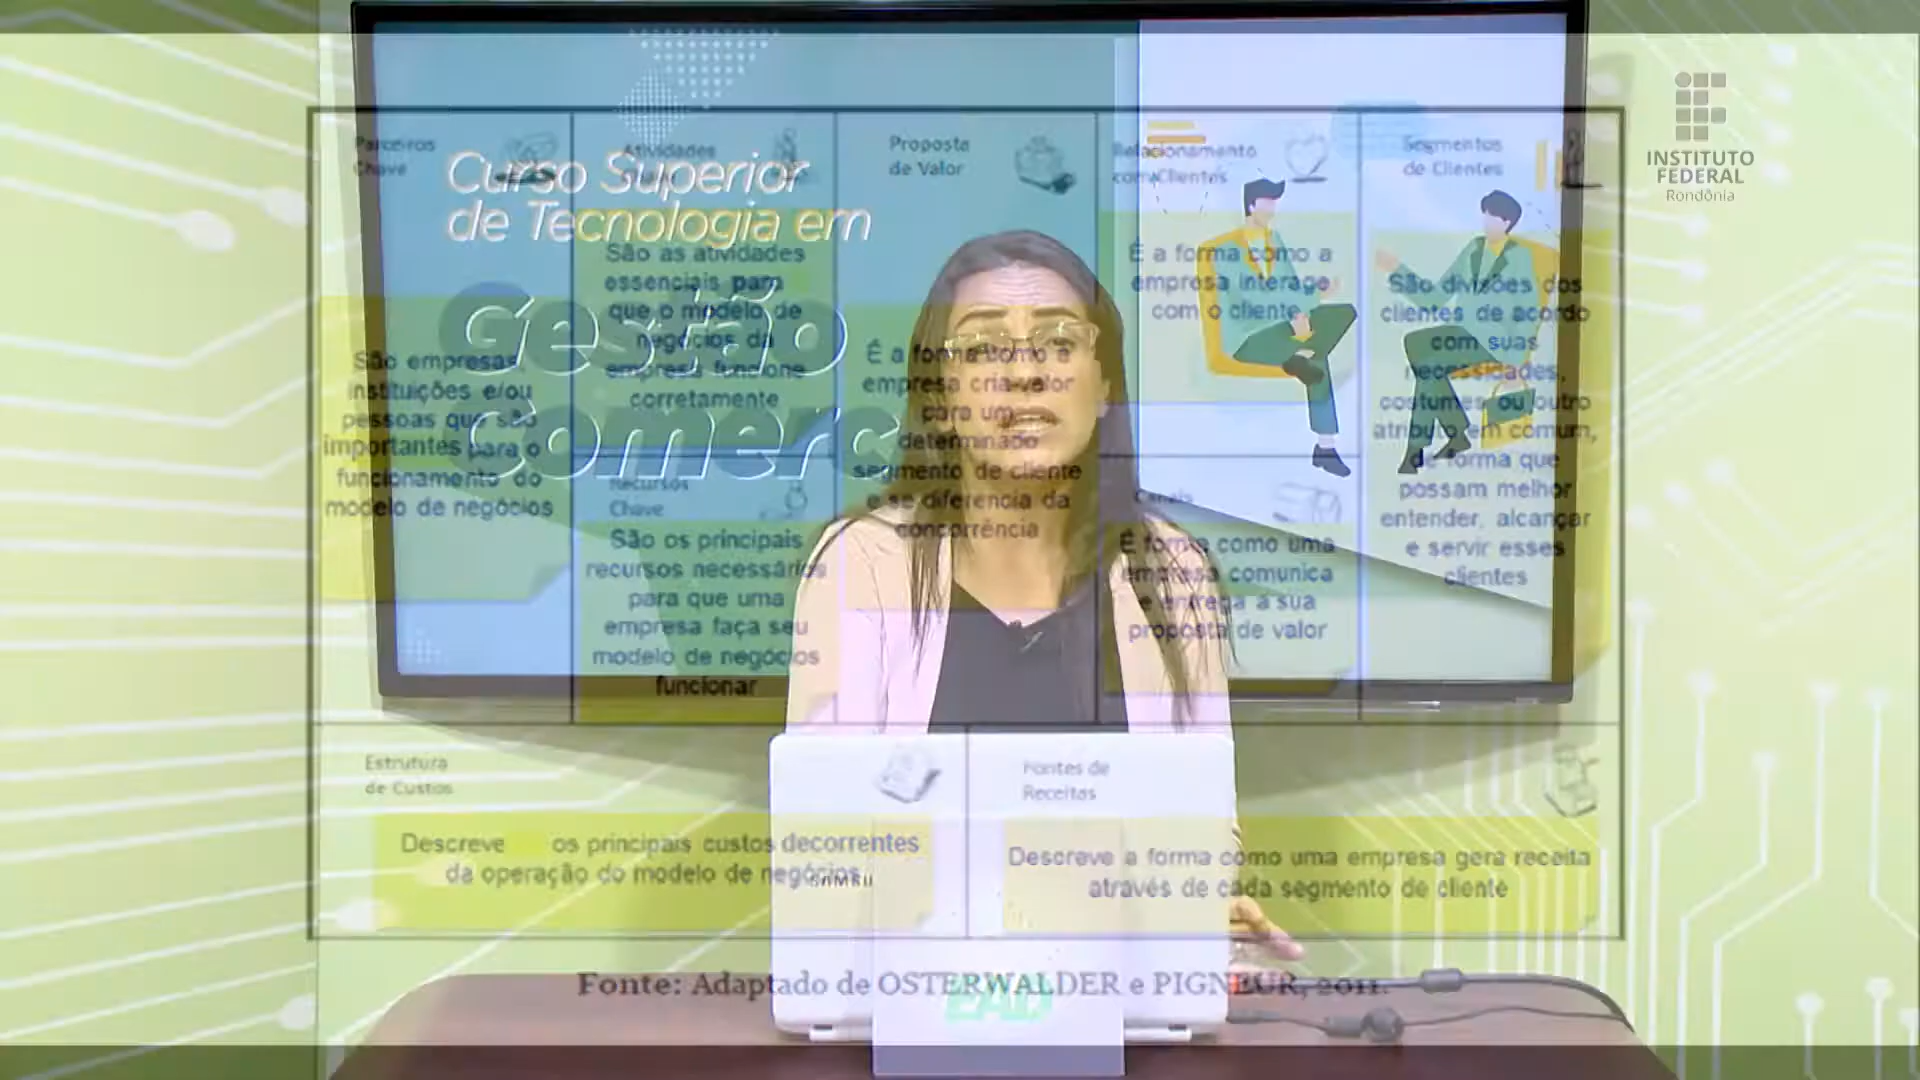 INSTITUTO
FEDERAL
Rondônia
Curso Superior
de Tecnologia em
Gestão
Comerc
Parceiros
Chave
São empresas,
instituições e/ou
pessoas que são
importantes para o
funcionamento do
modelo de negócios
Atividades
São as atividades
essenciais para
que o modelo de
negócios da
empresa funcione
corretamente
Recursos
Chave
São os principais
recursos necessários
para que uma
empresa faça seu
modelo de negócios
funcionar
Proposta
de Valor
É a forma como a
empresa cria valor
para um
determinado
segmento de cliente
e se diferencia da
concorrência
Relacionamento
com Clientes
É a forma como a
empresa interage
com o cliente
Canais
É forma como uma
empresa comunica
e entrega a sua
proposta de valor
Segmentos
de Clientes
São divisões dos
clientes de acordo
com suas
necessidades,
costumes ou outro
atributo em comum,
de forma que
possam melhor
entender, alcançar
e servir esses
clientes
Estrutura
de Custos
Descreve os principais custos decorrentes
da operação do modelo de negócios
Fontes de
Receitas
Descreve a forma como uma empresa gera receita
através de cada segmento de cliente
Fonte: Adaptado de OSTERWALDER e PIGNEUR, 2011.
EAD